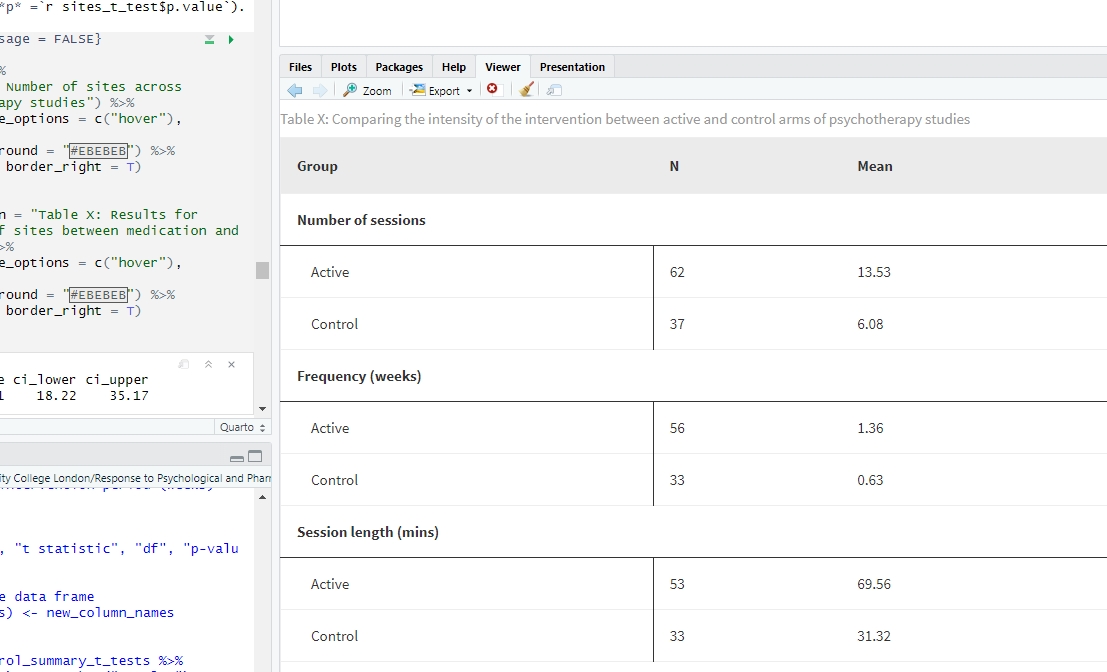 *p* =`r sites_t_test$p.value`).
sage = FALSE}
%
Number of sites across
apy studies") %>%
e_options = c("hover"),
round = "#EBEBEB") %>%
border_right = T)
n = "Table X: Results for
f sites between medication and
>%
e_options = c("hover"),
round = "#EBEBEB") %>%
border_right = T)
e ci_lower ci_upper
1 18.22 35.17
Quarto
ity College London/Response to Psychological and Pharr
, "t statistic", "df", "p-valu
e data frame
s) <- new_column_names
rol_summary_t_tests %>%
Files Plots Packages Help Viewer Presentation
Zoom Export
Table X: Comparing the intensity of the intervention between active and control arms of psychotherapy studies
Group N Mean
Number of sessions
Active 62 13.53
Control 37 6.08
Frequency (weeks)
Active 56 1.36
Control 33 0.63
Session length (mins)
Active 53 69.56
Control 33 31.32